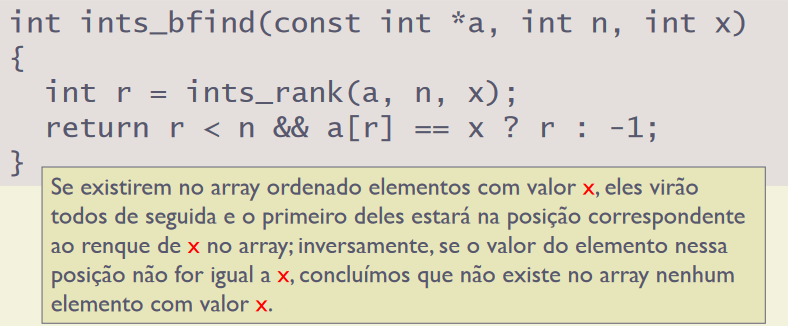 int ints_bfind(const int *a, int n, int x)
{
  int r = ints_rank(a, n, x);
  return r < n && a[r] == x ? r : -1;
}
Se existirem no array ordenado elementos com valor x, eles virão
todos de seguida e o primeiro deles estará na posição correspondente
ao renque de x no array; inversamente, se o valor do elemento nessa
posição não for igual a x, concluímos que não existe no array nenhum
elemento com valor x.